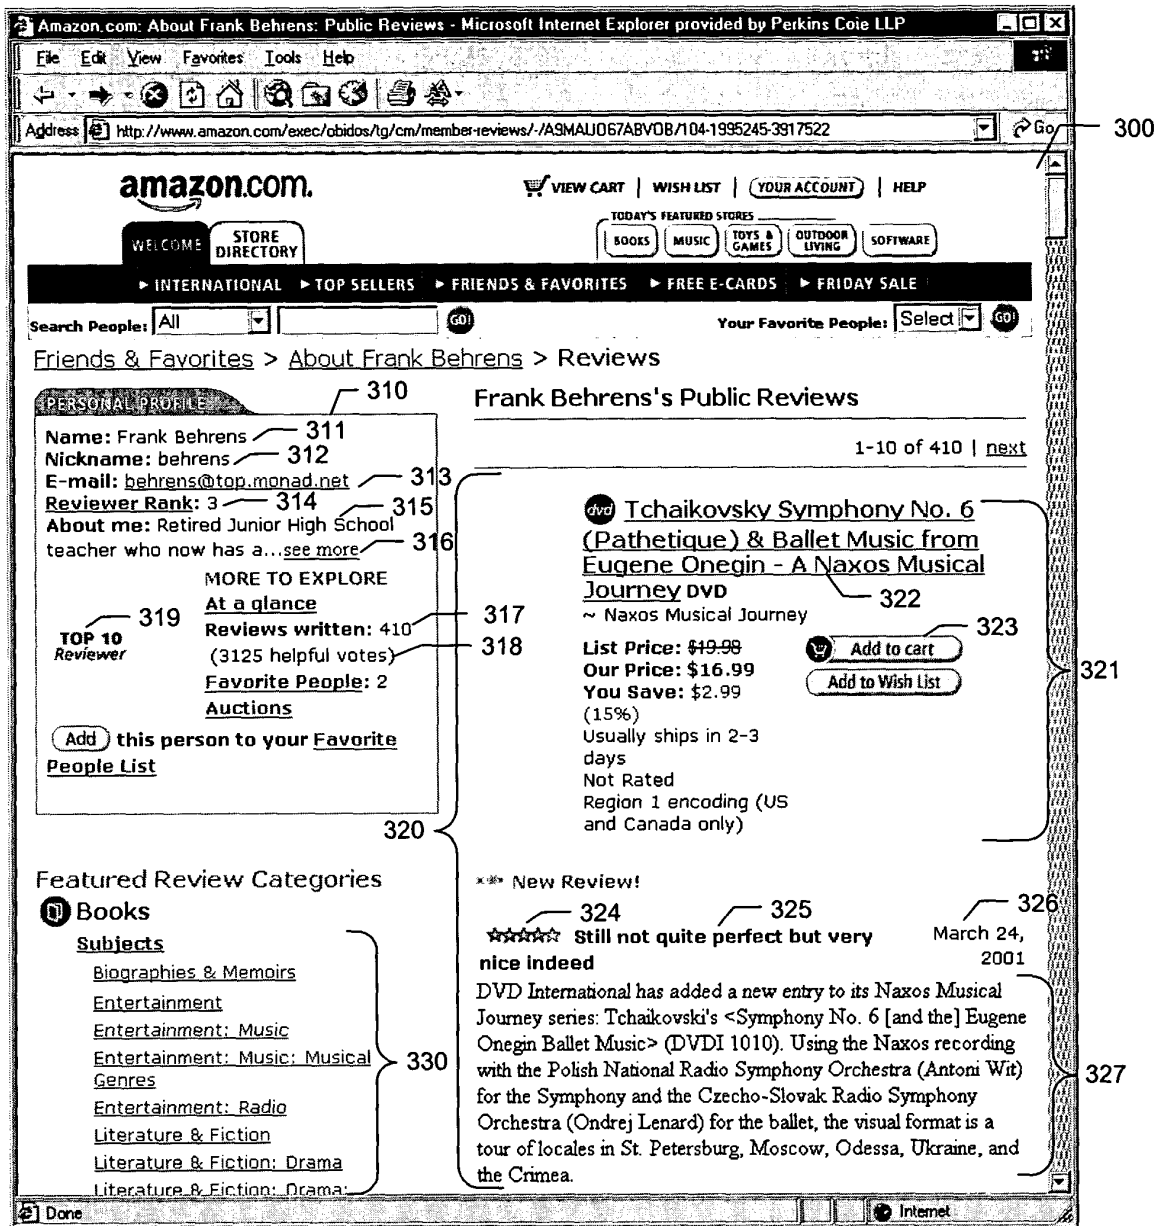 Amazon.com: About Frank Behrens: Public Reviews - Microsoft Internet Explorer provided by Perkins Coie LLP
File Edit View Favorites Tools Help
Address http://www.amazon.com/exec/obidos/tg/cm/member-reviews/-/A9MAUO67ABVOB/104-1995245-3917522 Go
300
amazon.com.
VIEW CART | WISH LIST | YOUR ACCOUNT | HELP
WELCOME STORE DIRECTORY
TODAY'S FEATURED STORES
BOOKS MUSIC TOYS & GAMES OUTDOOR LIVING SOFTWARE
INTERNATIONAL TOP SELLERS FRIENDS & FAVORITES FREE E-CARDS FRIDAY SALE
Search People: All GO! Your Favorite People: Select GO!
Friends & Favorites > About Frank Behrens > Reviews
PERSONAL PROFILE
310
Name: Frank Behrens 311
Nickname: behrens 312
E-mail: behrens@top.monad.net 313
Reviewer Rank: 3 314
315
About me: Retired Junior High School
teacher who now has a...see more 316
MORE TO EXPLORE
At a glance
319
TOP 10
Reviewer
Reviews written: 410 317
(3125 helpful votes) 318
Favorite People: 2
Auctions
Add this person to your Favorite
People List
320
Featured Review Categories
Books
Subjects
Biographies & Memoirs
Entertainment
Entertainment: Music
Entertainment: Music: Musical
Genres
Entertainment: Radio
Literature & Fiction
Literature & Fiction: Drama
Literature & Fiction: Drama:
330
Frank Behrens's Public Reviews
1-10 of 410 | next
dvd Tchaikovsky Symphony No. 6
(Pathetique) & Ballet Music from
Eugene Onegin - A Naxos Musical
Journey DVD
322
~ Naxos Musical Journey
323
List Price: $19.98 Add to cart
Our Price: $16.99
321
You Save: $2.99 Add to Wish List
(15%)
Usually ships in 2-3
days
Not Rated
Region 1 encoding (US
and Canada only)
New Review!
324 325 326
Still not quite perfect but very
nice indeed
March 24,
2001
DVD International has added a new entry to its Naxos Musical
Journey series: Tchaikovski's <Symphony No. 6 [and the] Eugene
Onegin Ballet Music> (DVDI 1010). Using the Naxos recording
with the Polish National Radio Symphony Orchestra (Antoni Wit)
for the Symphony and the Czecho-Slovak Radio Symphony
Orchestra (Ondrej Lenard) for the ballet, the visual format is a
tour of locales in St. Petersburg, Moscow, Odessa, Ukraine, and
the Crimea.
327
Done Internet